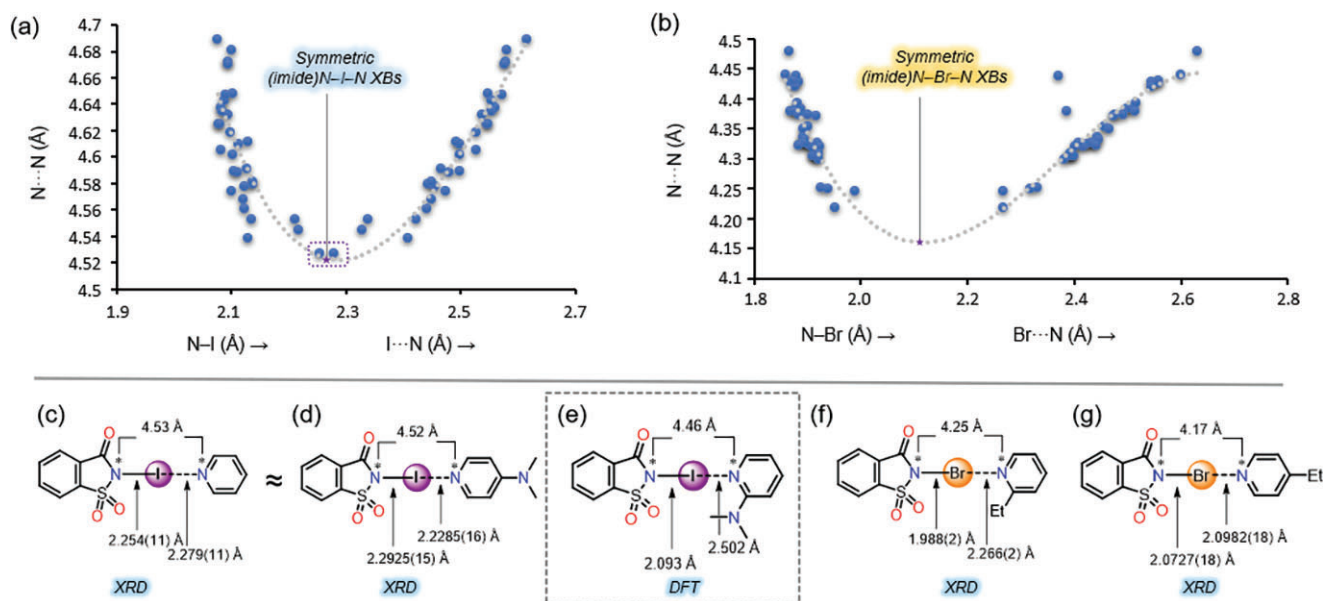 (a)
4.7
4.68
4.66
4.64
4.62
4.6
4.58
4.56
4.54
4.52
4.5
N···N (Å)
Symmetric
(imide)N–I–N XBs
1.9
2.1
2.3
2.5
2.7
N–I (Å) →
I···N (Å) →
(b)
4.5
4.45
4.4
4.35
4.3
4.25
4.20
4.15
4.1
N·····N (Å)
Symmetric
(imide)N–Br–N XBs
1.8
2.0
2.2
2.4
2.6
2.8
N–Br (Å) →
Br···N (Å) →
(c)
4.53 Å
O
N
*
I
*
N
S
O
O
2.254(11) Å
2.279(11) Å
XRD
≈
(d)
4.52 Å
O
N
*
I
*
N
N
S
O
O
2.2925(15) Å
2.2285(16) Å
XRD
(e)
4.46 Å
O
N
*
I
*
N
S
O
O
N
2.093 Å
2.502 Å
DFT
(f)
4.25 Å
O
N
*
Br
*
N
S
O
O
Et
1.988(2) Å
2.266(2) Å
XRD
(g)
4.17 Å
O
N
*
Br
*
N
Et
S
O
O
2.0727(18) Å
2.0982(18) Å
XRD